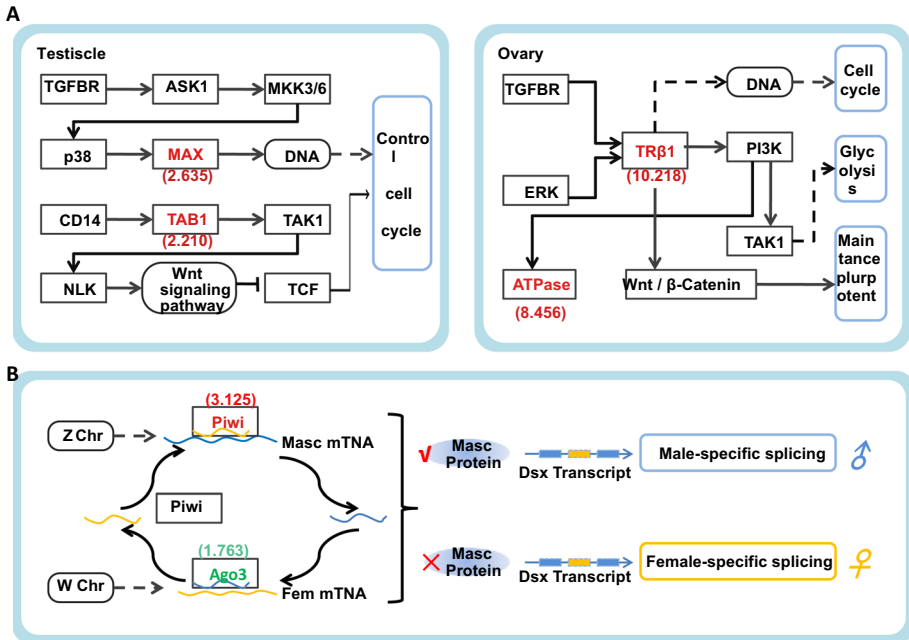 A
Testiscle
TGFBR
ASK1
MKK3/6
p38
MAX
(2.635)
DNA
CD14
TAB1
(2.210)
TAK1
NLK
Wnt
signaling
pathway
TCF
Contro
l
cell
cycle
Ovary
TGFBR
ERK
TRβ1
(10.218)
DNA
Cell
cycle
PI3K
Glyc
olysi
s
TAK1
ATPase
(8.456)
Wnt / β-Catenin
Main
tance
plurp
otent
B
Z Chr
(3.125)
Piwi
Masc mTNA
Piwi
(1.763)
Ago3
W Chr
Fem mTNA
√
Masc
Protein
Dsx Transcript
Male-specific splicing
♂
Masc
Protein
Dsx Transcript
Female-specific splicing
♀